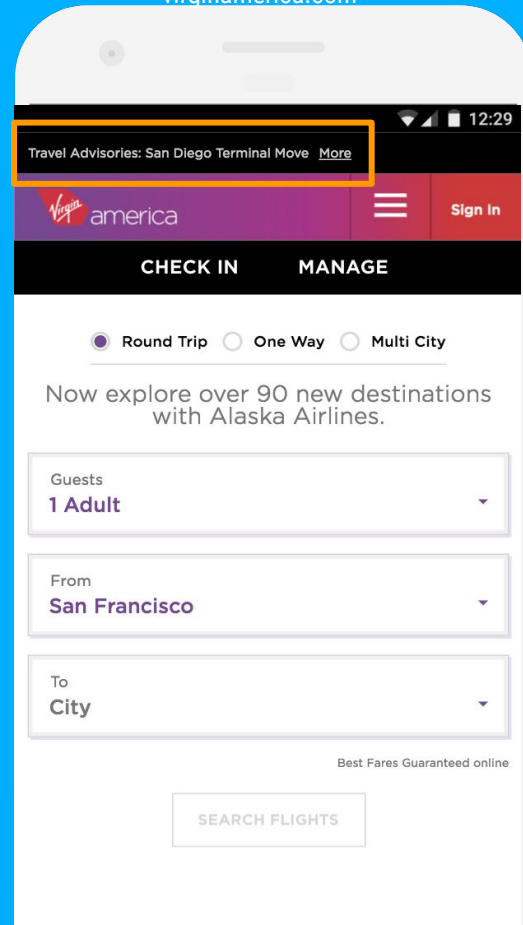 virginamerica.com
12:29
Travel Advisories: San Diego Terminal Move More
Virgin america
Sign In
CHECK IN MANAGE
Round Trip One Way Multi City
Now explore over 90 new destinations
with Alaska Airlines.
Guests
1 Adult
From
San Francisco
To
City
Best Fares Guaranteed online
SEARCH FLIGHTS